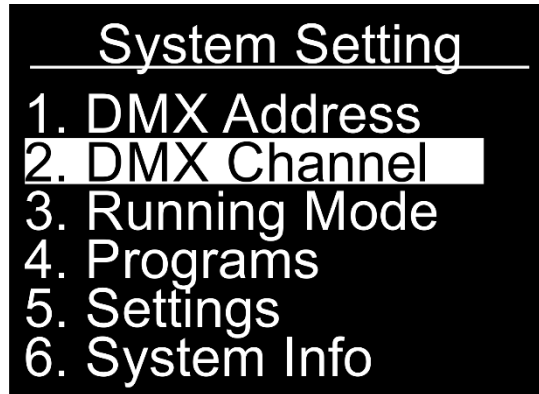 System Setting
1. DMX Address
2. DMX Channel
3. Running Mode
4. Programs
5. Settings
6. System Info